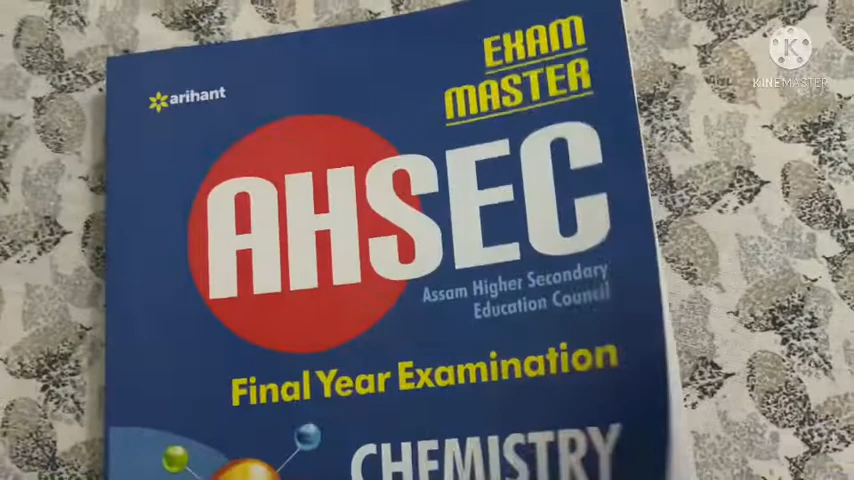 KINEMASTER
EXAM
MASTER
arihant
AHSEC
Assam Higher Secondary
Education Council
Final Year Examination
CHEMISTRY